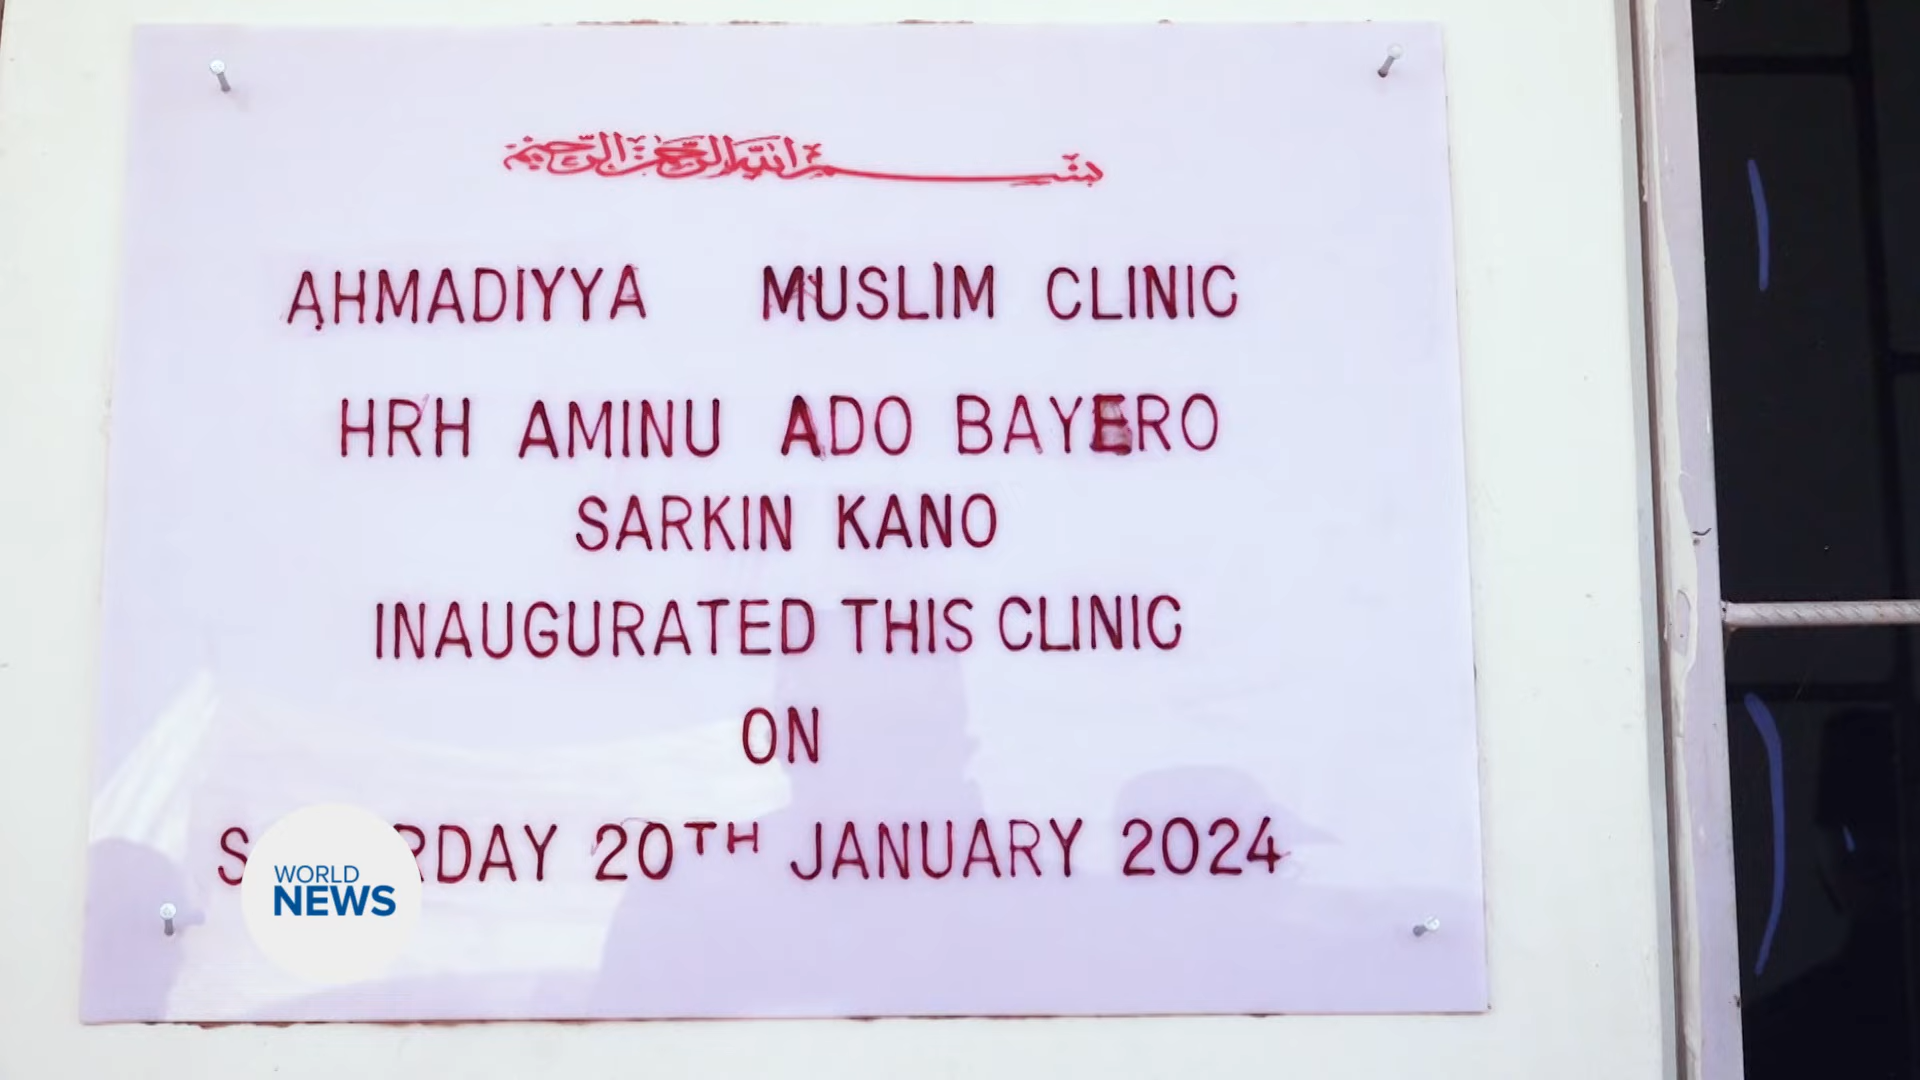 بسم الله الرحمن الرحيم
AHMADIYYA MUSLIM CLINIC
HRH AMINU ADO BAYERO
SARKIN KANO
INAUGURATED THIS CLINIC
ON
20TH JANUARY 2024
WORLD
NEWS